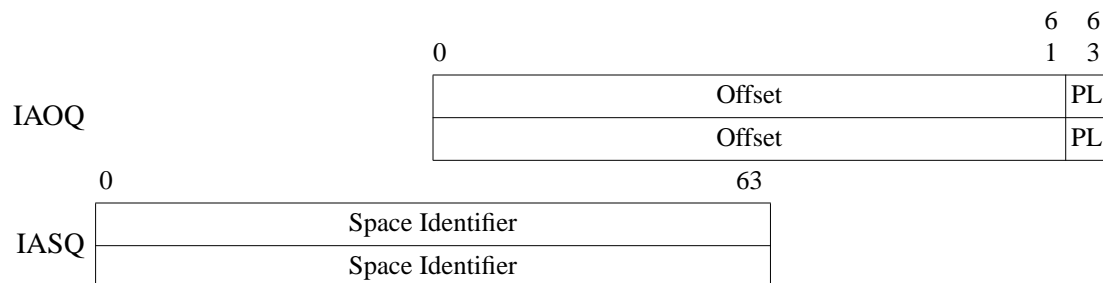 6 6
0 1 3
Offset PL
IAOQ
Offset PL
0 63
Space Identifier
IASQ
Space Identifier